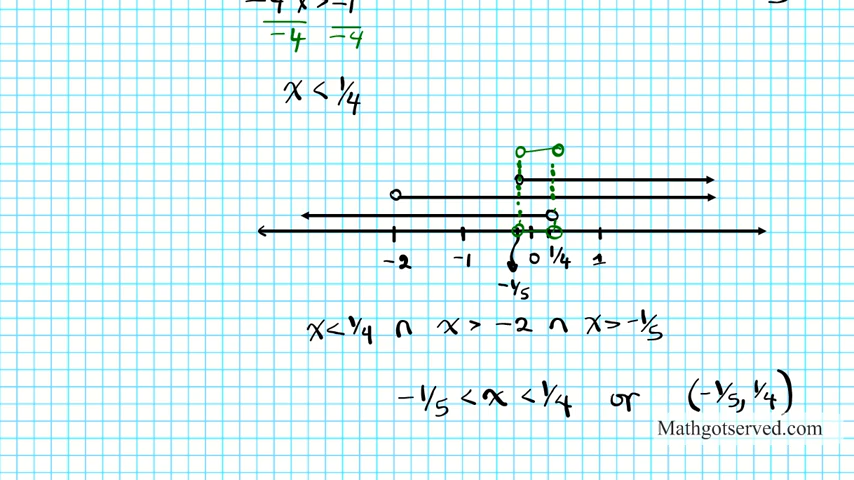 -4x > -1
-4 -4
x < 1/4
-2 -1 0 1/4 1
-1/5
x < 1/4 ∩ x > -2 ∩ x > -1/5
-1/5 < x < 1/4 or (-1/5, 1/4)
Mathgotserved.com